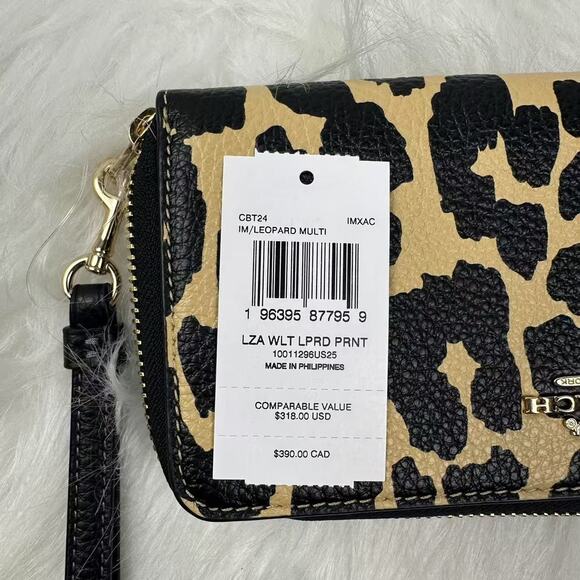 CBT24 IMXAC
IM/LEOPARD MULTI
1 96395 87795 9
LZA WLT LPRD PRNT
10011296US25
MADE IN PHILIPPINES
COMPARABLE VALUE
$318.00 USD
$390.00 CAD